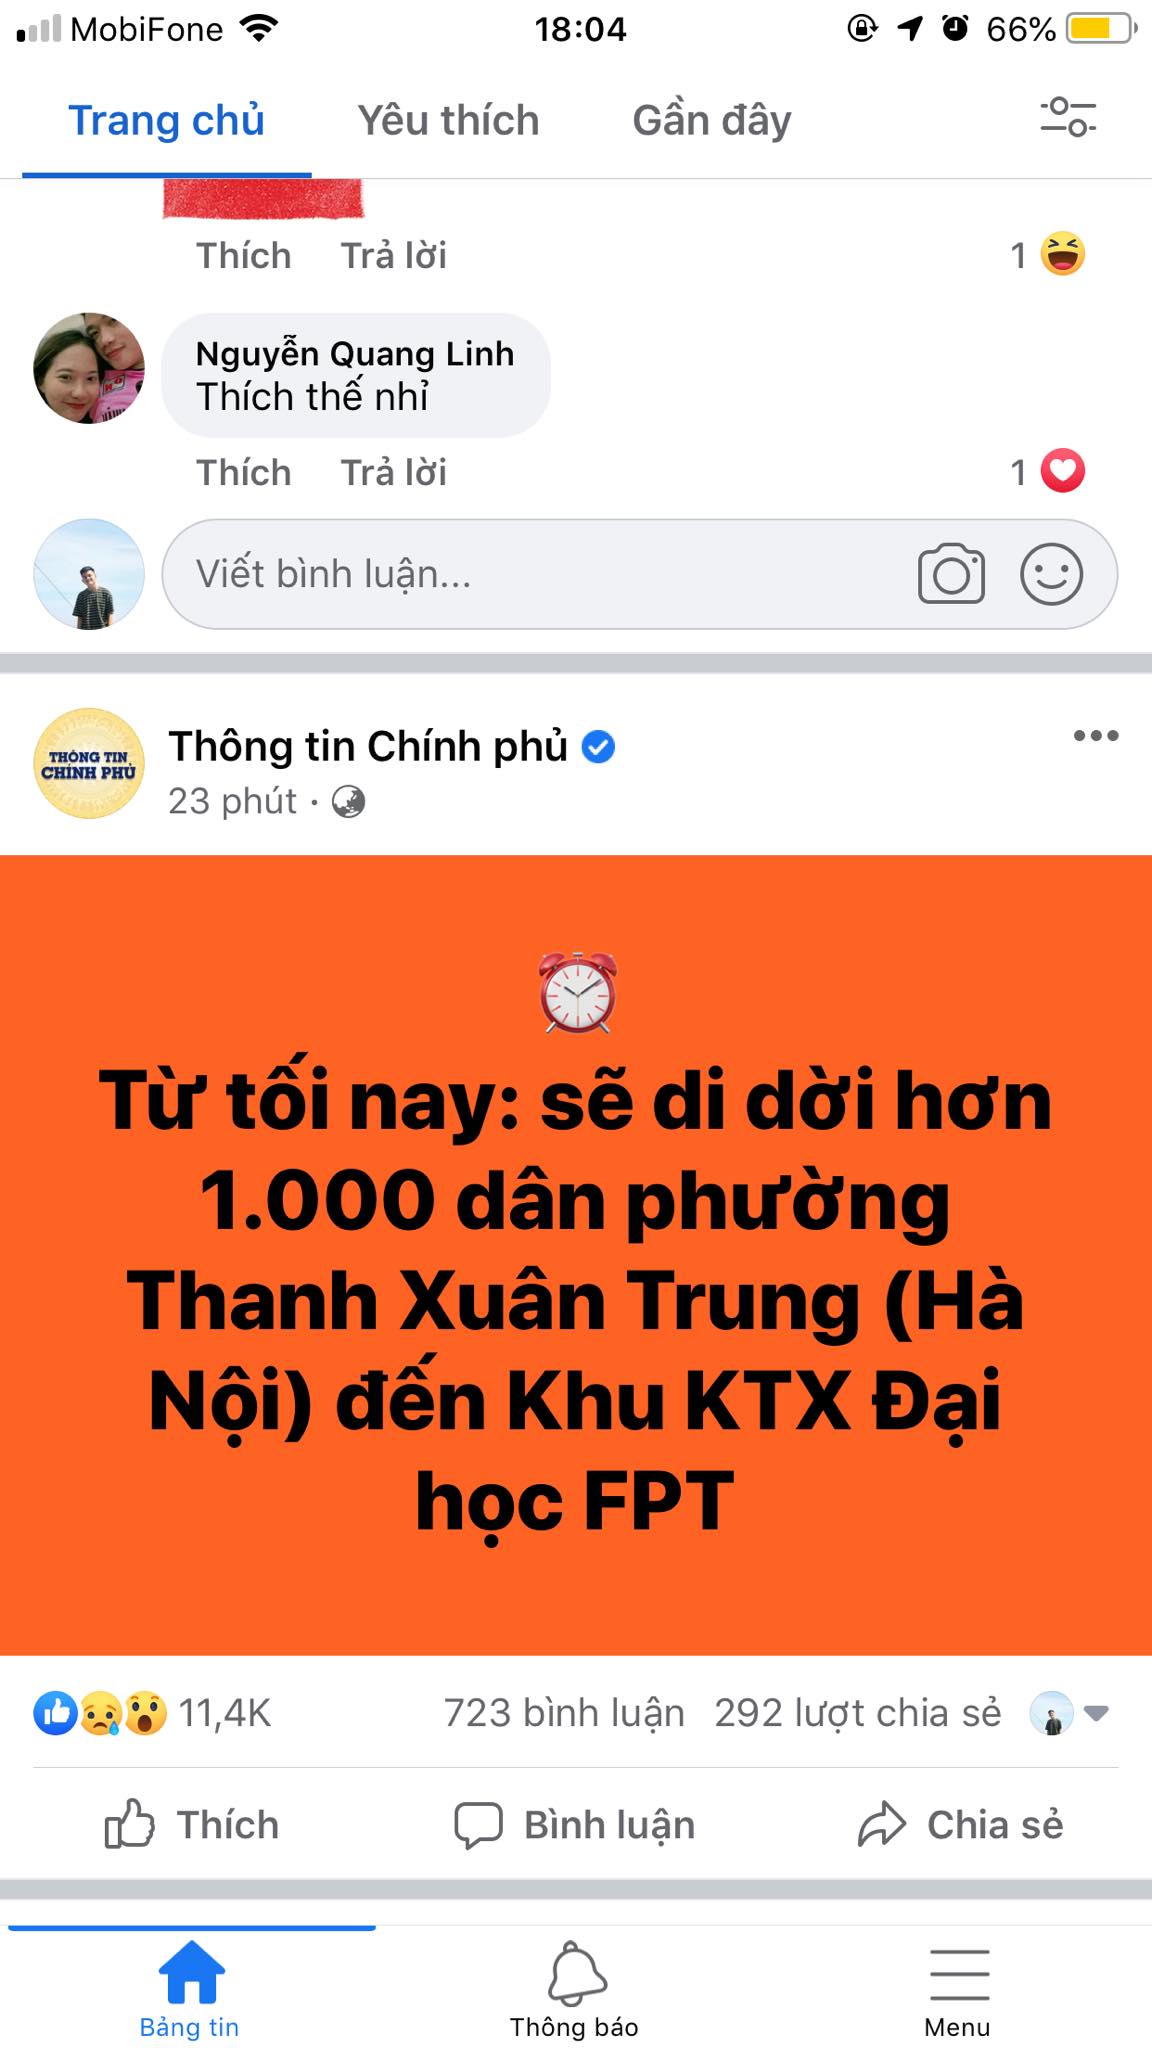 MobiFone 18:04 66%
Trang chủ Yêu thích Gần đây
Thích Trả lời 1
Nguyễn Quang Linh
Thích thế nhỉ
Thích Trả lời 1
Viết bình luận...
THÔNG TIN
CHÍNH PHỦ
Thông tin Chính phủ
23 phút ·
Từ tối nay: sẽ di dời hơn
1.000 dân phường
Thanh Xuân Trung (Hà
Nội) đến Khu KTX Đại
học FPT
11,4K 723 bình luận 292 lượt chia sẻ
Thích Bình luận Chia sẻ
Bảng tin Thông báo Menu